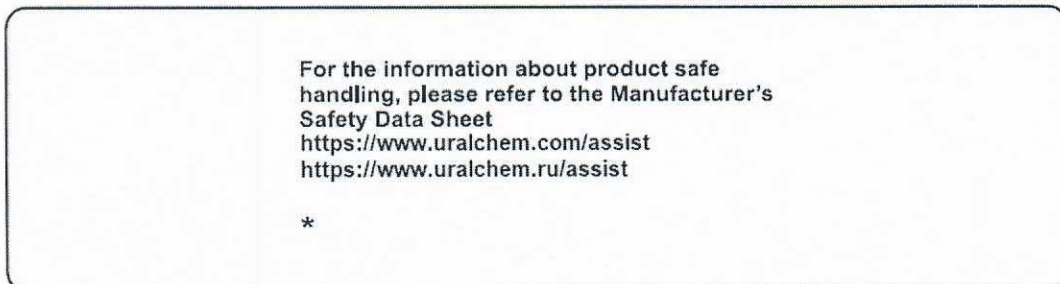 For the information about product safe
handling, please refer to the Manufacturer's
Safety Data Sheet
https://www.uralchem.com/assist
https://www.uralchem.ru/assist
*